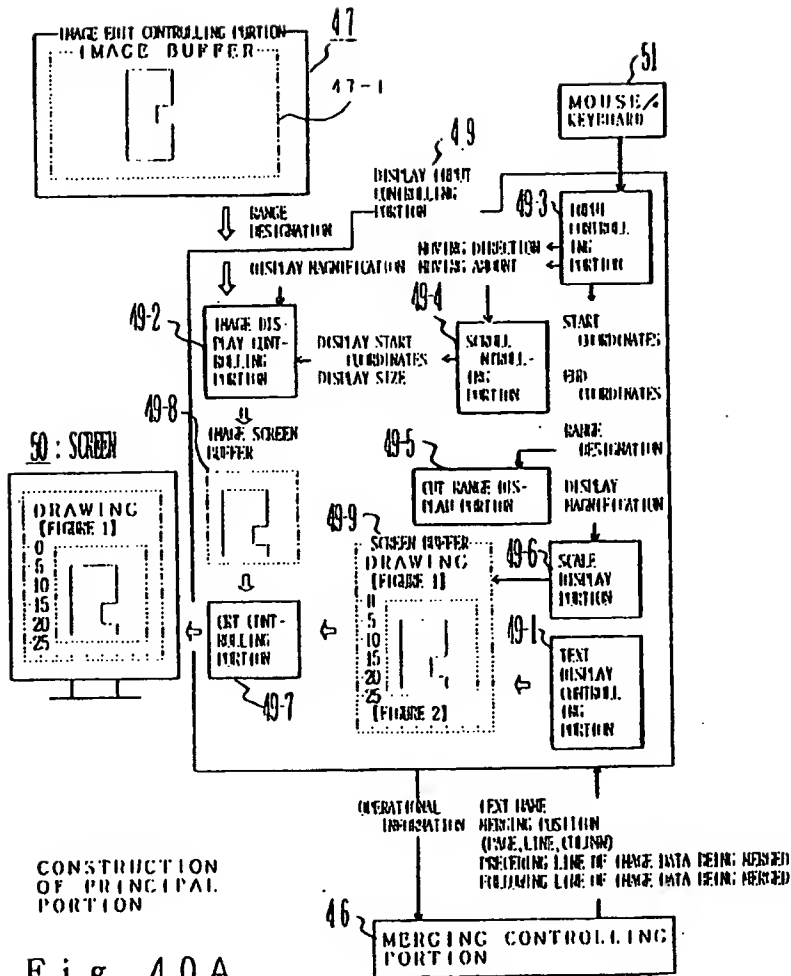 IMAGE EDIT CONTROLLING PORTION
IMAGE BUFFER
47
47-1
51
MOUSE/
KEYBOARD
49
DISPLAY INPUT
CONTROLLING
PORTION
RANGE
DESIGNATION
49-3
INPUT
CONTROLL
ING
PORTION
MOVING DIRECTION
MOVING AMOUNT
DISPLAY MAGNIFICATION
49-4
49-2
IMAGE DIS-
PLAY CONT-
ROLLING
PORTION
DISPLAY START
COORDINATES
DISPLAY SIZE
SCROLL
NTROLL-
ING
PORTION
START
COORDINATES
END
COORDINATES
49-8
IMAGE SCREEN
BUFFER
49-5
RANGE
DESIGNATION
50 : SCREEN
CUT RANGE DIS-
PLAY PORTION
DISPLAY
MAGNIFICATION
DRAWING
[FIGURE 1]
0
5
10
15
20
25
49-9
SCREEN BUFFER
DRAWING
[FIGURE 1]
0
5
10
15
20
25
[FIGURE 2]
49-6
SCALE
DISPLAY
PORTION
49-1
TEXT
DISPLAY
CONTROLL
ING
PORTION
CRT CONT-
ROLLING
PORTION
49-7
OPERATIONAL
INFORMATION
TEXT NAME
MERGING POSITION
(PAGE, LINE, COLUMN)
PRECEDING LINE OF IMAGE DATA BEING MERGED
FOLLOWING LINE OF IMAGE DATA BEING MERGED
CONSTRUCTION
OF PRINCIPAL
PORTION
46
MERGING CONTROLLING
PORTION
Fig. 40A